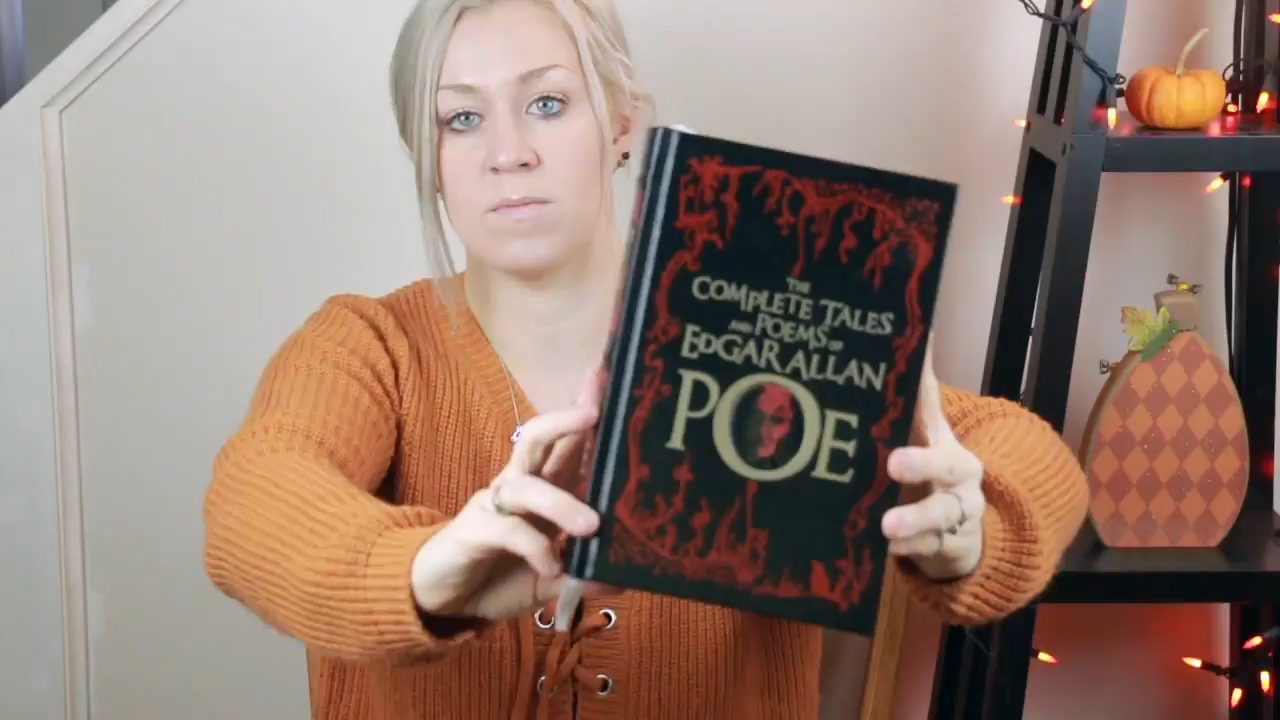 THE
COMPLETE TALES
AND POEMS OF
EDGAR ALLAN
POE